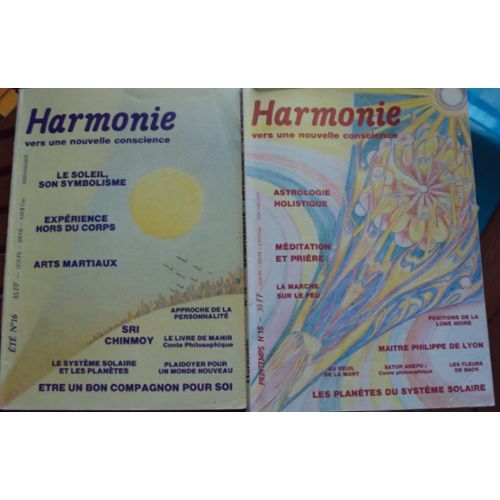 Harmonie
vers une nouvelle conscience
LE SOLEIL,
SON SYMBOLISME
EXPÉRIENCE
HORS DU CORPS
ARTS MARTIAUX
APPROCHE DE LA
PERSONNALITÉ
SRI
CHINMOY
LE LIVRE DE MAHIR
Conte Philosophique
LE SYSTÈME SOLAIRE
ET LES PLANÈTES
PLAIDOYER POUR
UN MONDE NOUVEAU
ETRE UN BON COMPAGNON POUR SOI
ÉTÉ N°16
35 FF
Harmonie
vers une nouvelle conscience
ASTROLOGIE
HOLISTIQUE
MÉDITATION
ET PRIÈRE
LA MARCHE
SUR LE FEU
POSITIONS DE LA
LUNE NOIRE
MAITRE PHILIPPE DE LYON
AU SEUIL
DE LA MORT
SATOR AREPO :
Conte philosophique
LES FLEURS
DE BACH
LES PLANÈTES DU SYSTÈME SOLAIRE
PRINTEMPS N°15
30 FF